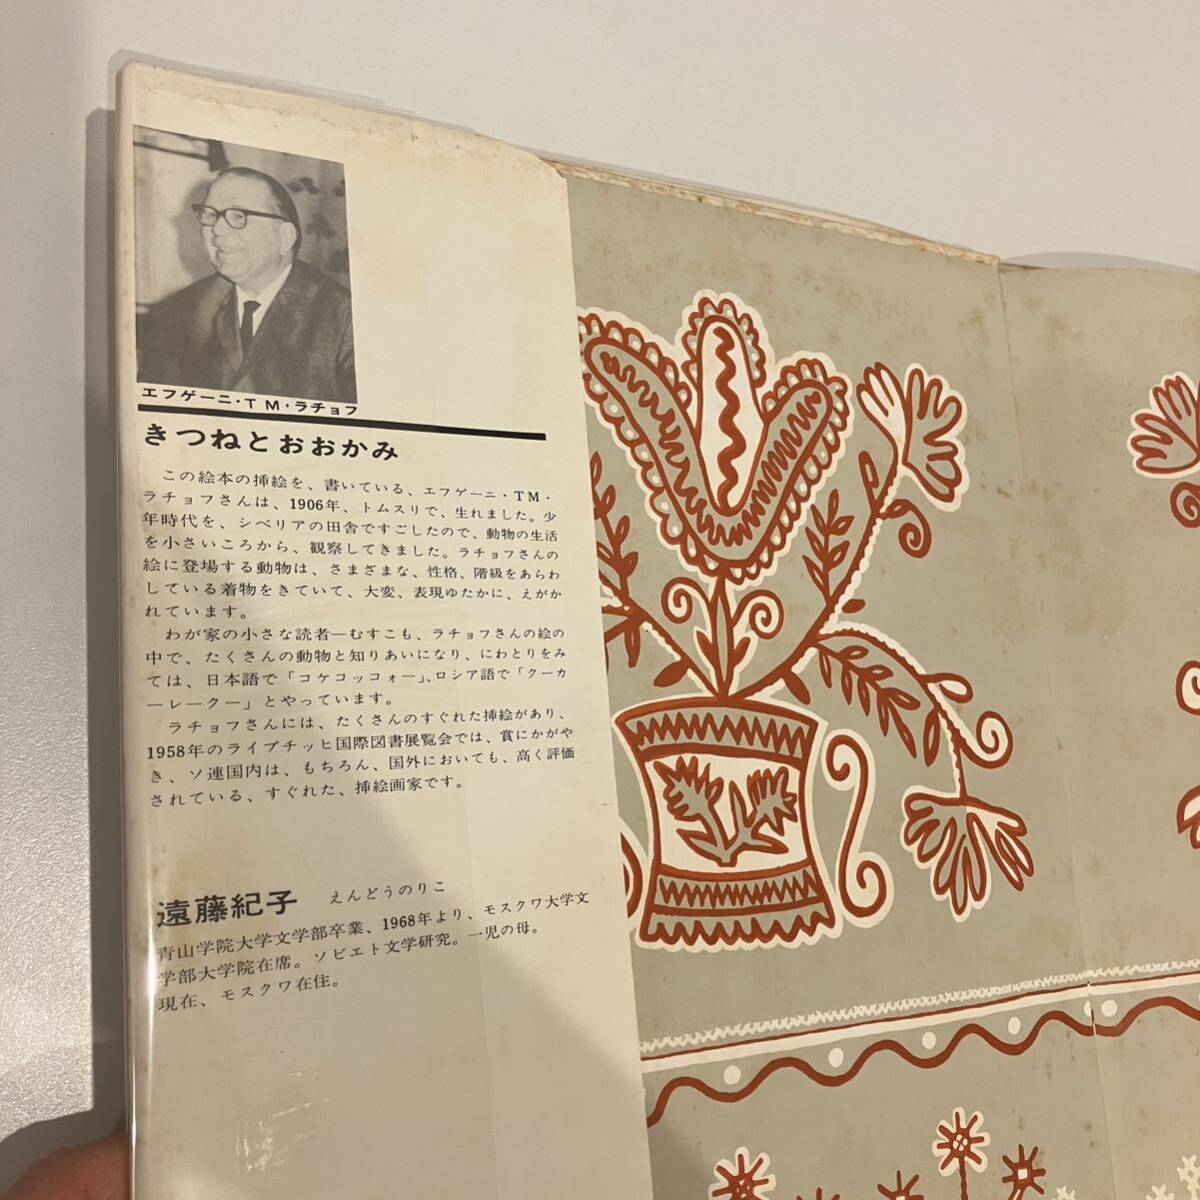 エフゲーニ・TM・ラチョフ
きつねとおおかみ
この絵本の挿絵を、書いている、エフゲーニ・TM・
ラチョフさんは、1906年、トムスリで、生れました。少
年時代を、シベリアの田舎ですごしたので、動物の生活
を小さいころから、観察してきました。ラチョフさんの
絵に登場する動物は、さまざまな、性格、階級をあらわ
している着物をきていて、大変、表現ゆたかに、えがか
れています。
わが家の小さな読者—むすこも、ラチョフさんの絵の
中で、たくさんの動物と知りあいになり、にわとりをみ
ては、日本語で「コケコッコォー」、ロシア語で「クーカ
ーレークー」とやっています。
ラチョフさんには、たくさんのすぐれた挿絵があり、
1958年のライプチッヒ国際図書展覧会では、賞にかがや
き、ソ連国内は、もちろん、国外においても、高く評価
されている、すぐれた、挿絵画家です。
遠藤紀子 えんどうのりこ
青山学院大学文学部卒業、1968年より、モスクワ大学文
学部大学院在席。ソビエト文学研究。一児の母。
現在、モスクワ在住。